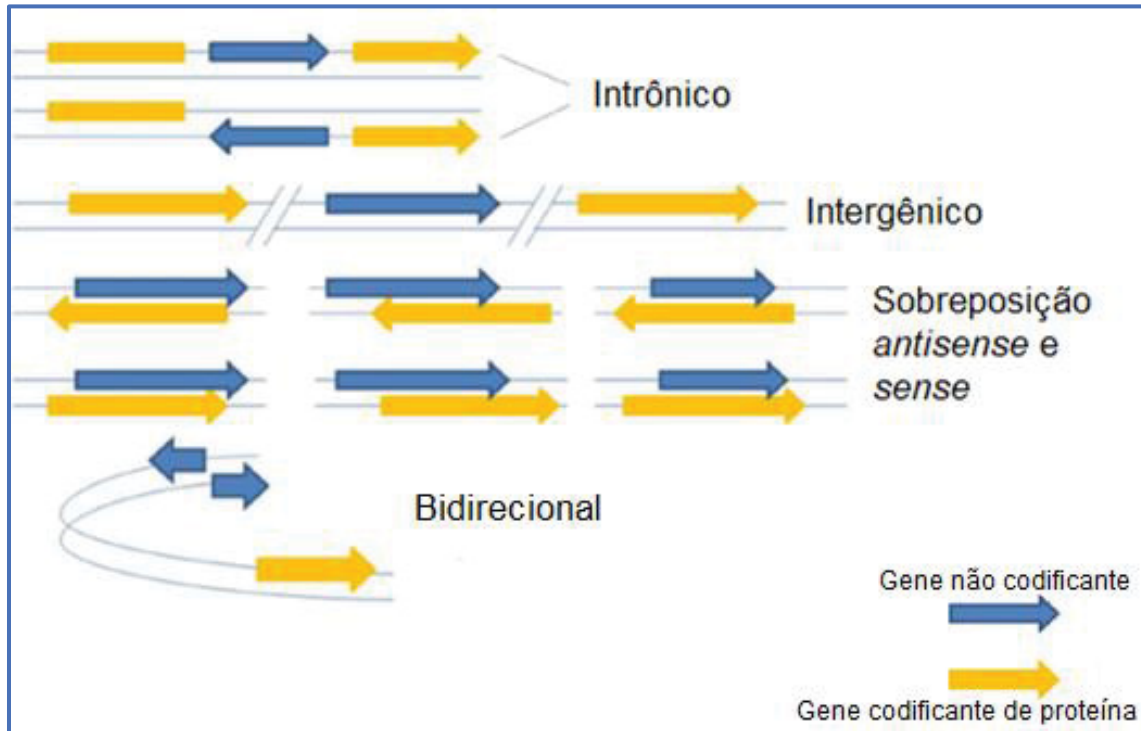 Intrônico
Intergênico
Sobreposição
antisense e
sense
Bidirecional
Gene não codificante
Gene codificante de proteína